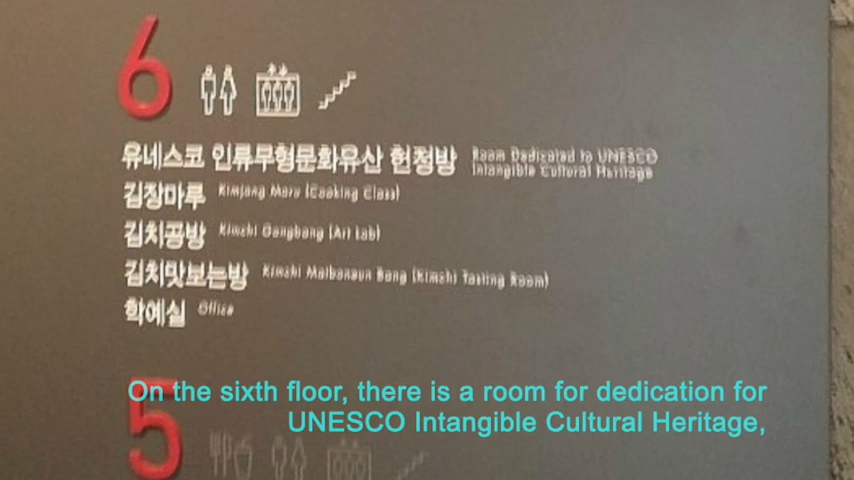 6
유네스코 인류무형문화유산 헌정방 Room Dedicated to UNESCO
Intangible Cultural Heritage
김장마루 Kimjang Maru (Cooking Class)
김치공방 Kimchi Gongbang (Art Lab)
김치맛보는방 Kimchi Matboneun Bang (Kimchi Tasting Room)
학예실 Office
On the sixth floor, there is a room for dedication for
UNESCO Intangible Cultural Heritage,
5